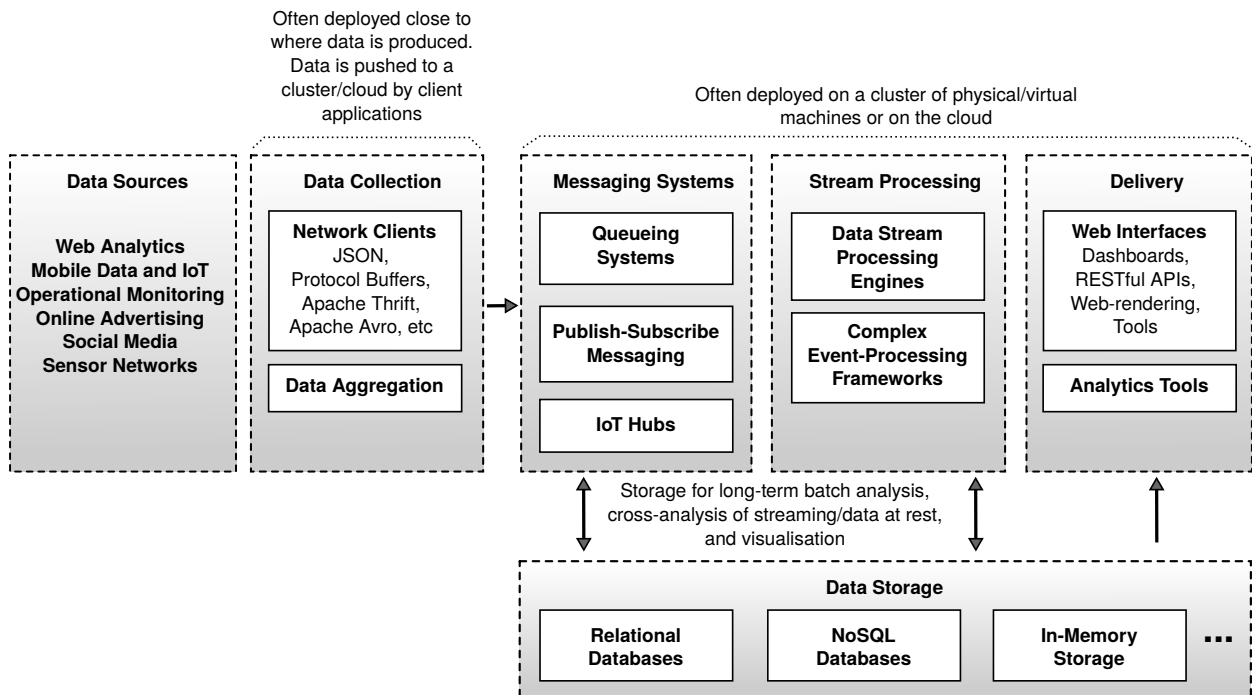 Often deployed close to
where data is produced.
Data is pushed to a
cluster/cloud by client
applications
Often deployed on a cluster of physical/virtual
machines or on the cloud
Data Sources
Web Analytics
Mobile Data and IoT
Operational Monitoring
Online Advertising
Social Media
Sensor Networks
Data Collection
Network Clients
JSON,
Protocol Buffers,
Apache Thrift,
Apache Avro, etc
Data Aggregation
Messaging Systems
Queueing
Systems
Publish-Subscribe
Messaging
IoT Hubs
Stream Processing
Data Stream
Processing
Engines
Complex
Event-Processing
Frameworks
Delivery
Web Interfaces
Dashboards,
RESTful APIs,
Web-rendering,
Tools
Analytics Tools
Storage for long-term batch analysis,
cross-analysis of streaming/data at rest,
and visualisation
Data Storage
Relational
Databases
NoSQL
Databases
In-Memory
Storage
...